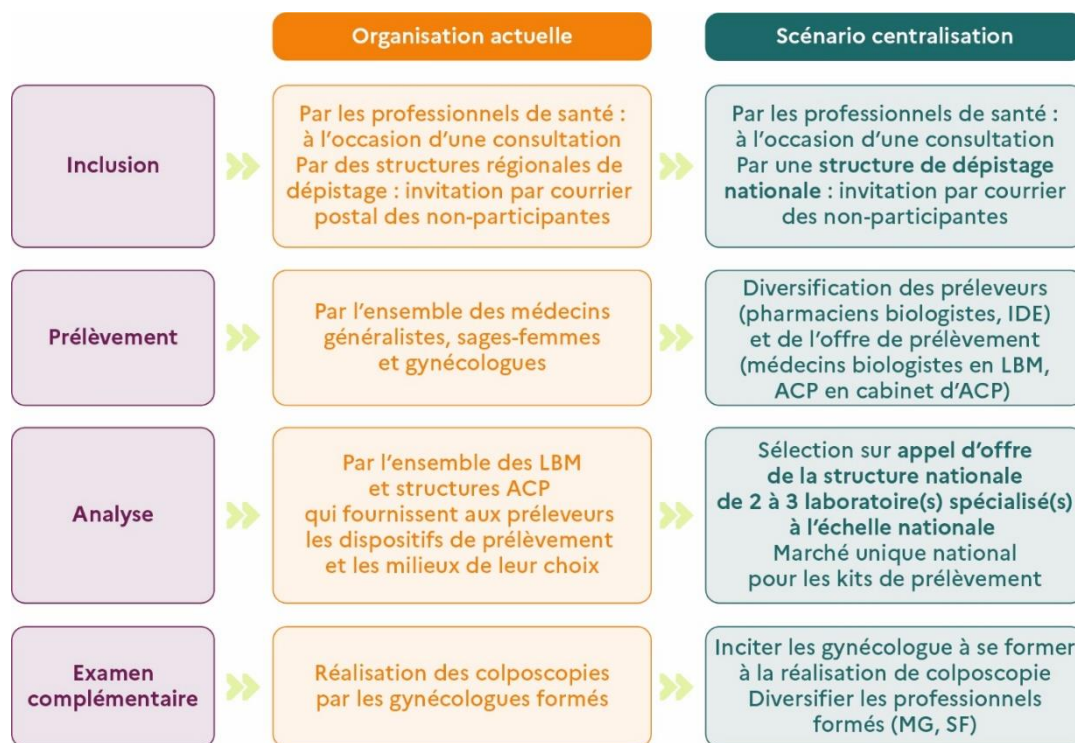 Organisation actuelle
Scénario centralisation
Inclusion
Par les professionnels de santé :
à l'occasion d'une consultation
Par des structures régionales de
dépistage : invitation par courrier
postal des non-participantes
Par les professionnels de santé :
à l'occasion d'une consultation
Par une structure de dépistage
nationale : invitation par courrier
des non-participantes
Prélèvement
Par l'ensemble des médecins
généralistes, sages-femmes
et gynécologues
Diversification des préleveurs
(pharmaciens biologistes, IDE)
et de l'offre de prélèvement
(médecins biologistes en LBM,
ACP en cabinet d'ACP)
Analyse
Par l'ensemble des LBM
et structures ACP
qui fournissent aux préleveurs
les dispositifs de prélèvement
et les milieux de leur choix
Sélection sur appel d'offre
de la structure nationale
de 2 à 3 laboratoire(s) spécialisé(s)
à l'échelle nationale
Marché unique national
pour les kits de prélèvement
Examen
complémentaire
Réalisation des colposcopies
par les gynécologues formés
Inciter les gynécologue à se former
à la réalisation de colposcopie
Diversifier les professionnels
formés (MG, SF)